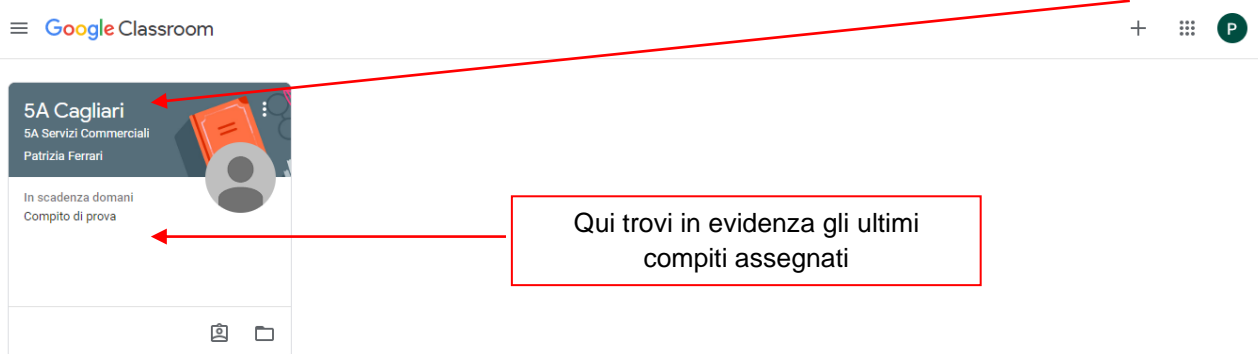 Google Classroom
P
5A Cagliari
5A Servizi Commerciali
Patrizia Ferrari
In scadenza domani
Compito di prova
Qui trovi in evidenza gli ultimi
compiti assegnati